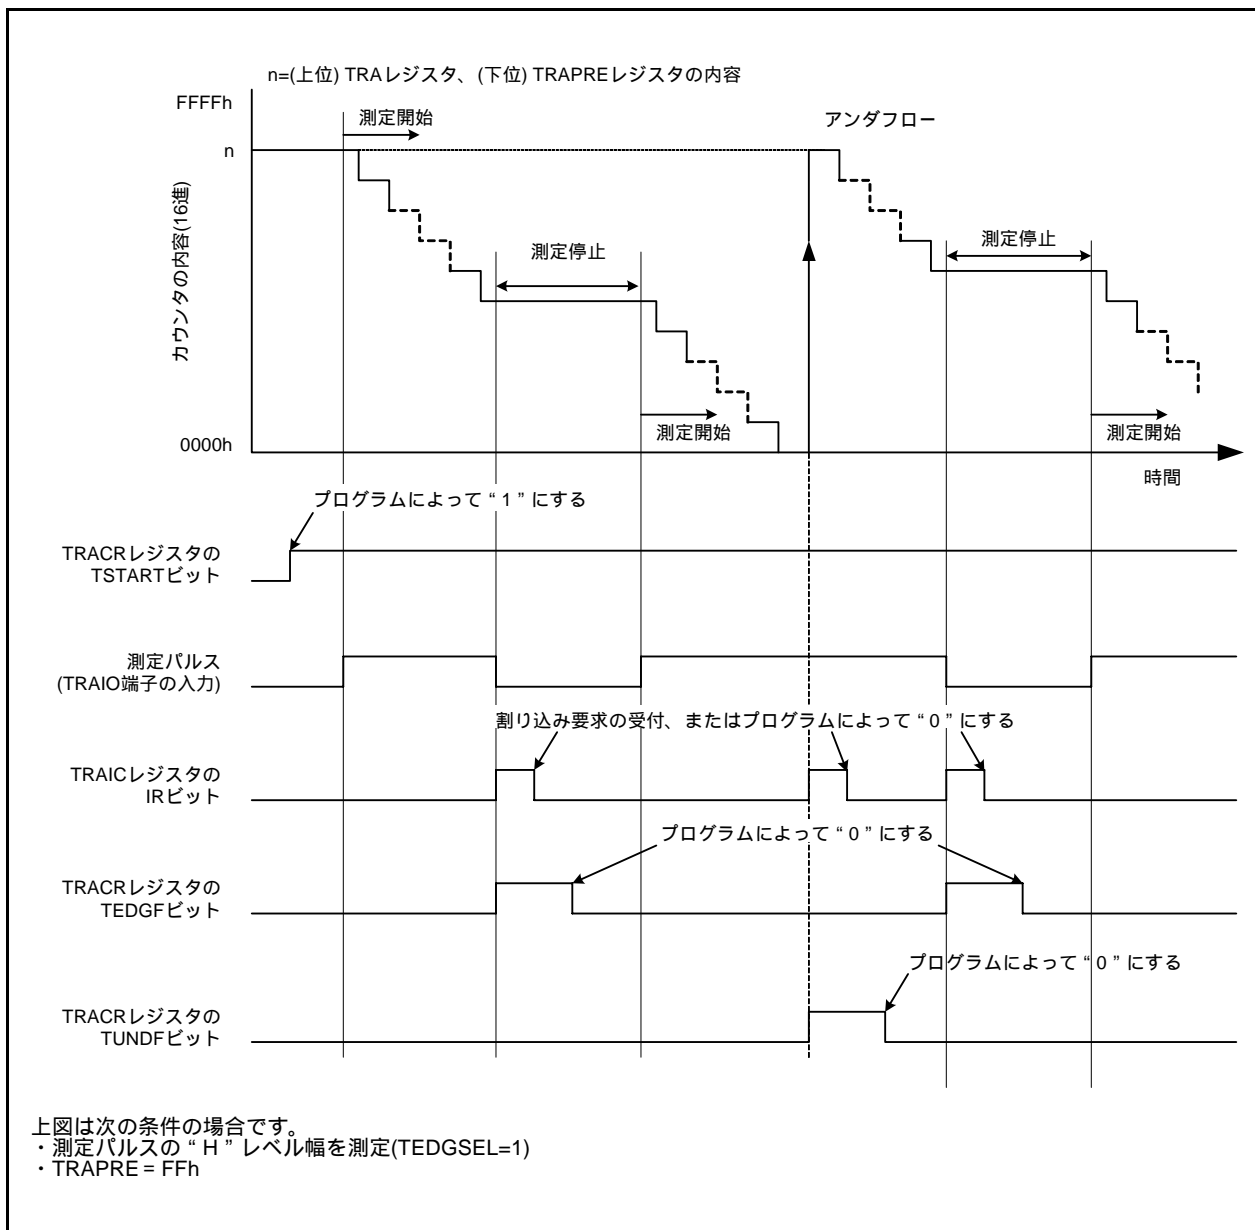 n=(上位) TRAレジスタ、(下位) TRAPREレジスタの内容
FFFFh
測定開始
アンダフロー
n
カウンタの内容(16進)
測定停止
測定停止
測定開始
測定開始
0000h
時間
プログラムによって“1”にする
TRACRレジスタの
TSTARTビット
測定パルス
(TRAIO端子の入力)
割り込み要求の受付、またはプログラムによって“0”にする
TRAICレジスタの
IRビット
プログラムによって“0”にする
TRACRレジスタの
TEDGFビット
プログラムによって“0”にする
TRACRレジスタの
TUNDFビット
上図は次の条件の場合です。
・測定パルスの“H”レベル幅を測定(TEDGSEL=1)
・TRAPRE = FFh